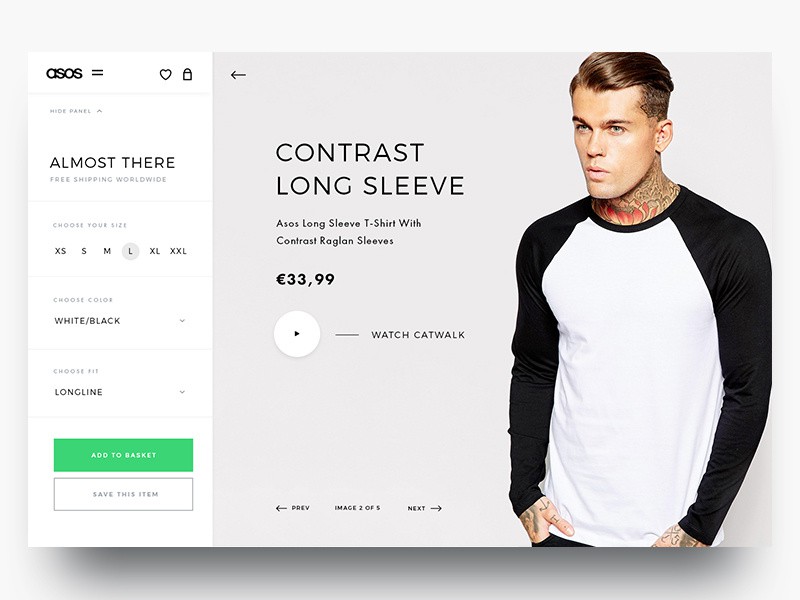 asos
HIDE PANEL
ALMOST THERE
FREE SHIPPING WORLDWIDE
CHOOSE YOUR SIZE
XS S M L XL XXL
CHOOSE COLOR
WHITE/BLACK
CHOOSE FIT
LONGLINE
ADD TO BASKET
SAVE THIS ITEM
CONTRAST
LONG SLEEVE
Asos Long Sleeve T-Shirt With
Contrast Raglan Sleeves
€33,99
WATCH CATWALK
PREV IMAGE 2 OF 5 NEXT